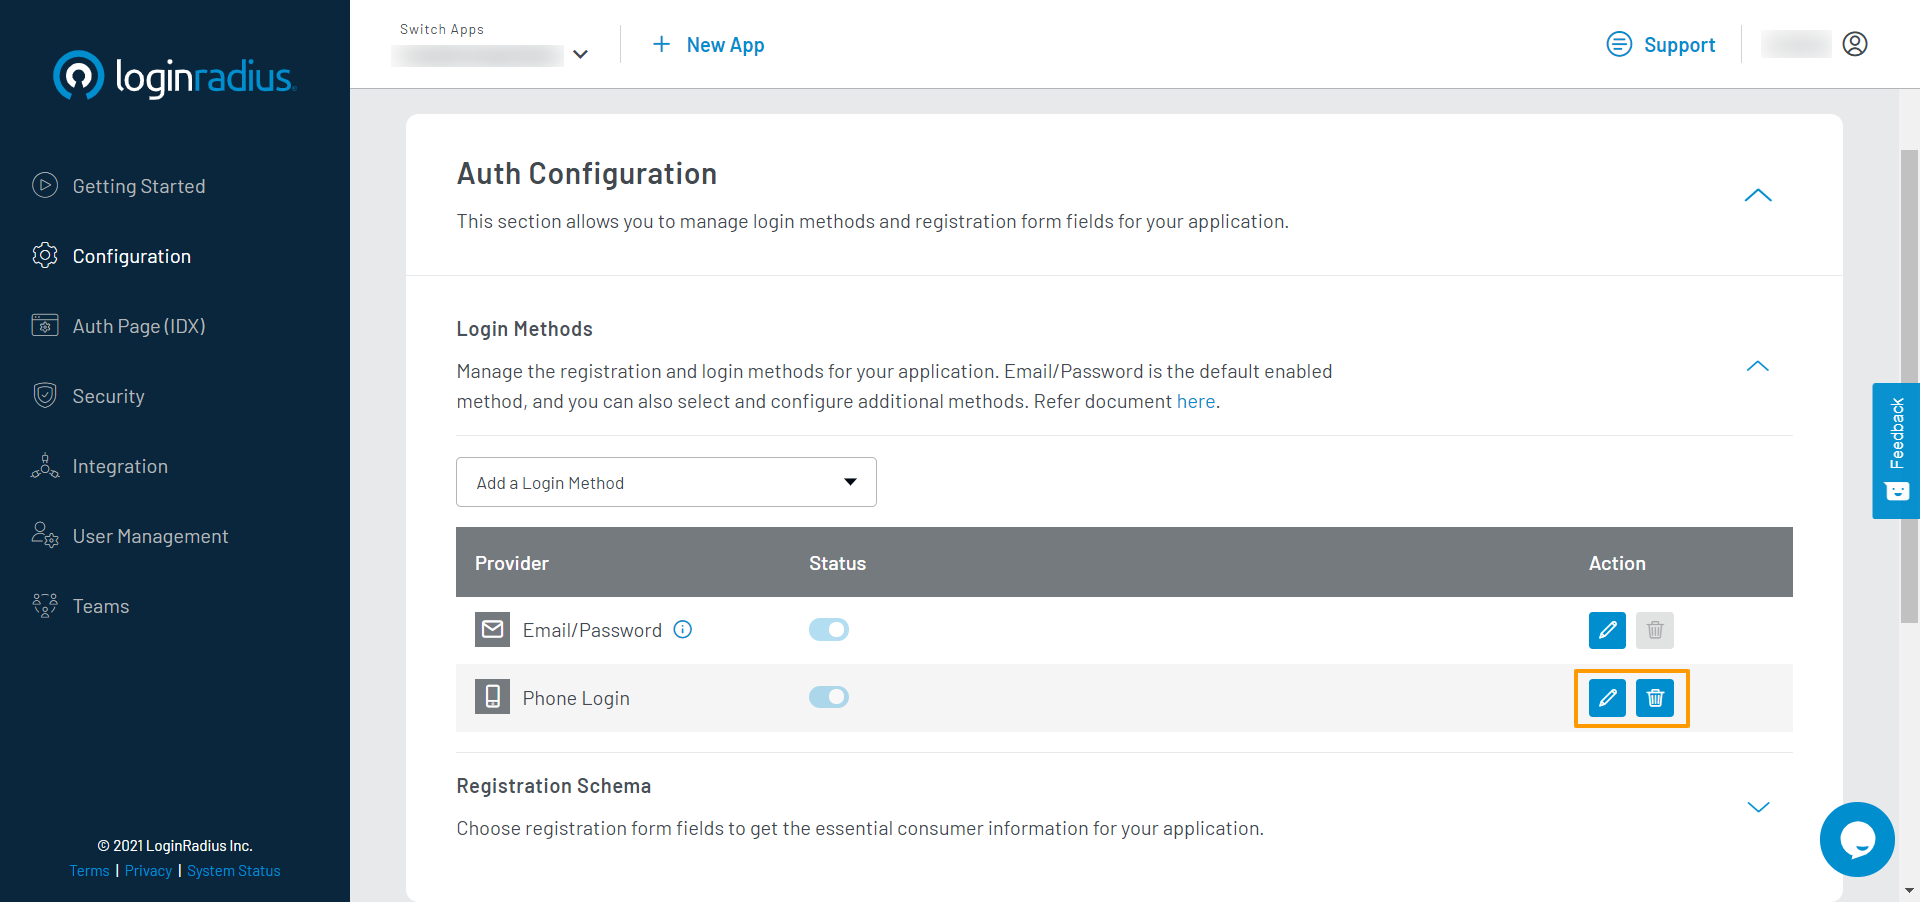 loginradius
Getting Started
Configuration
Auth Page (IDX)
Security
Integration
User Management
Teams
© 2021 LoginRadius Inc.
Terms | Privacy | System Status
Switch Apps
New App
Support
Auth Configuration
This section allows you to manage login methods and registration form fields for your application.
Login Methods
Manage the registration and login methods for your application. Email/Password is the default enabled
method, and you can also select and configure additional methods. Refer document here.
Add a Login Method
Provider Status Action
Email/Password
Phone Login
Registration Schema
Choose registration form fields to get the essential consumer information for your application.
Feedback